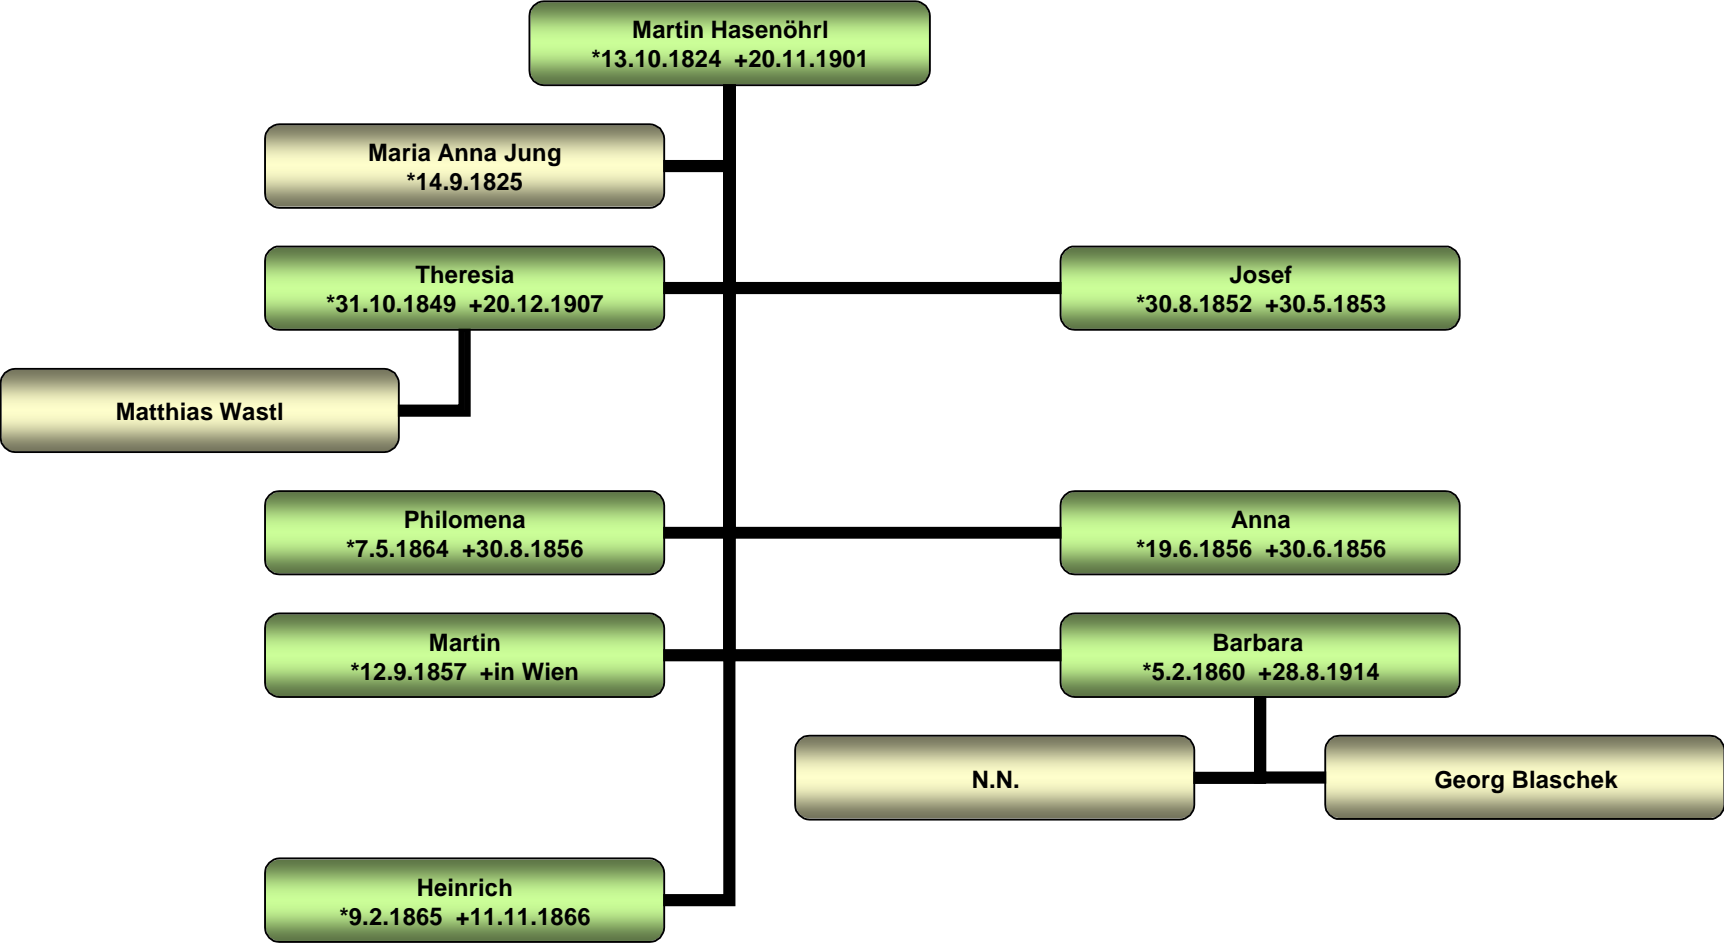 Martin Hasenöhrl
*13.10.1824 +20.11.1901
Maria Anna Jung
*14.9.1825
Theresia
*31.10.1849 +20.12.1907
Josef
*30.8.1852 +30.5.1853
Matthias Wastl
Philomena
*7.5.1864 +30.8.1856
Anna
*19.6.1856 +30.6.1856
Martin
*12.9.1857 +in Wien
Barbara
*5.2.1860 +28.8.1914
N.N.
Georg Blaschek
Heinrich
*9.2.1865 +11.11.1866